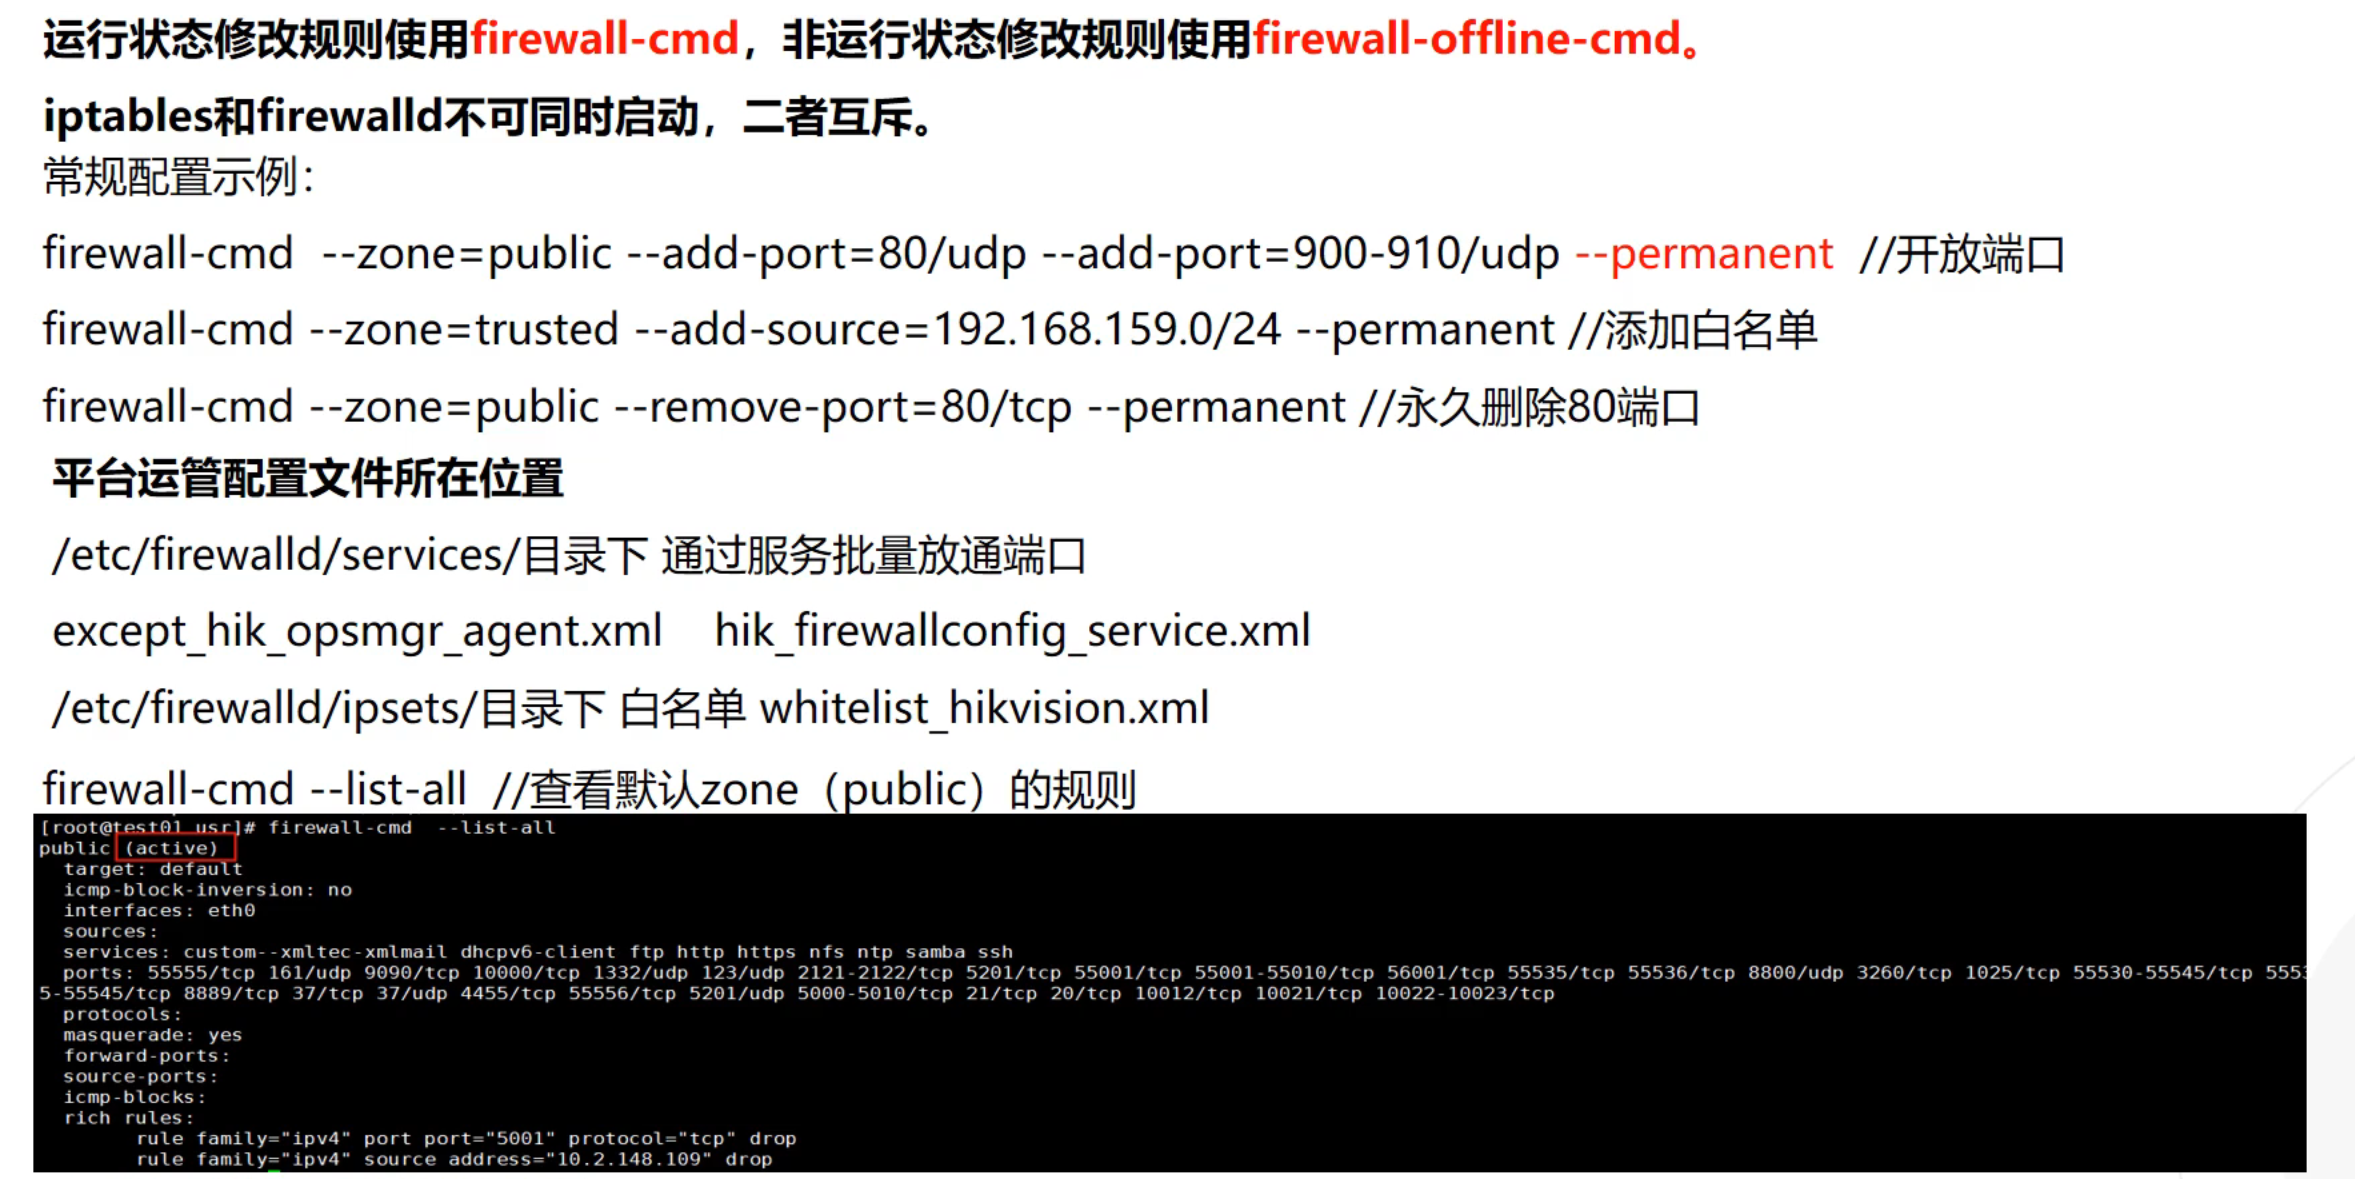 运行状态修改规则使用firewall-cmd，非运行状态修改规则使用firewall-offline-cmd。
iptables和firewalld不可同时启动，二者互斥。
常规配置示例：
firewall-cmd  --zone=public --add-port=80/udp --add-port=900-910/udp --permanent  //开放端口
firewall-cmd --zone=trusted --add-source=192.168.159.0/24 --permanent //添加白名单
firewall-cmd --zone=public --remove-port=80/tcp --permanent //永久删除80端口
平台运管配置文件所在位置
/etc/firewalld/services/目录下 通过服务批量放通端口
except_hik_opsmgr_agent.xml    hik_firewallconfig_service.xml
/etc/firewalld/ipsets/目录下 白名单 whitelist_hikvision.xml
firewall-cmd --list-all  //查看默认zone（public）的规则
[root@test01 usr]# firewall-cmd  --list-all
public (active)
  target: default
  icmp-block-inversion: no
  interfaces: eth0
  sources:
  services: custom--xmltec-xmlmail dhcpv6-client ftp http https nfs ntp samba ssh
  ports: 55555/tcp 161/udp 9090/tcp 10000/tcp 1332/udp 123/udp 2121-2122/tcp 5201/tcp 55001/tcp 55001-55010/tcp 56001/tcp 55535/tcp 55536/tcp 8800/udp 3260/tcp 1025/tcp 55530-55545/tcp 5553
5-55545/tcp 8889/tcp 37/tcp 37/udp 4455/tcp 55556/tcp 5201/udp 5000-5010/tcp 21/tcp 20/tcp 10012/tcp 10021/tcp 10022-10023/tcp
  protocols:
  masquerade: yes
  forward-ports:
  source-ports:
  icmp-blocks:
  rich rules:
        rule family="ipv4" port port="5001" protocol="tcp" drop
        rule family="ipv4" source address="10.2.148.109" drop